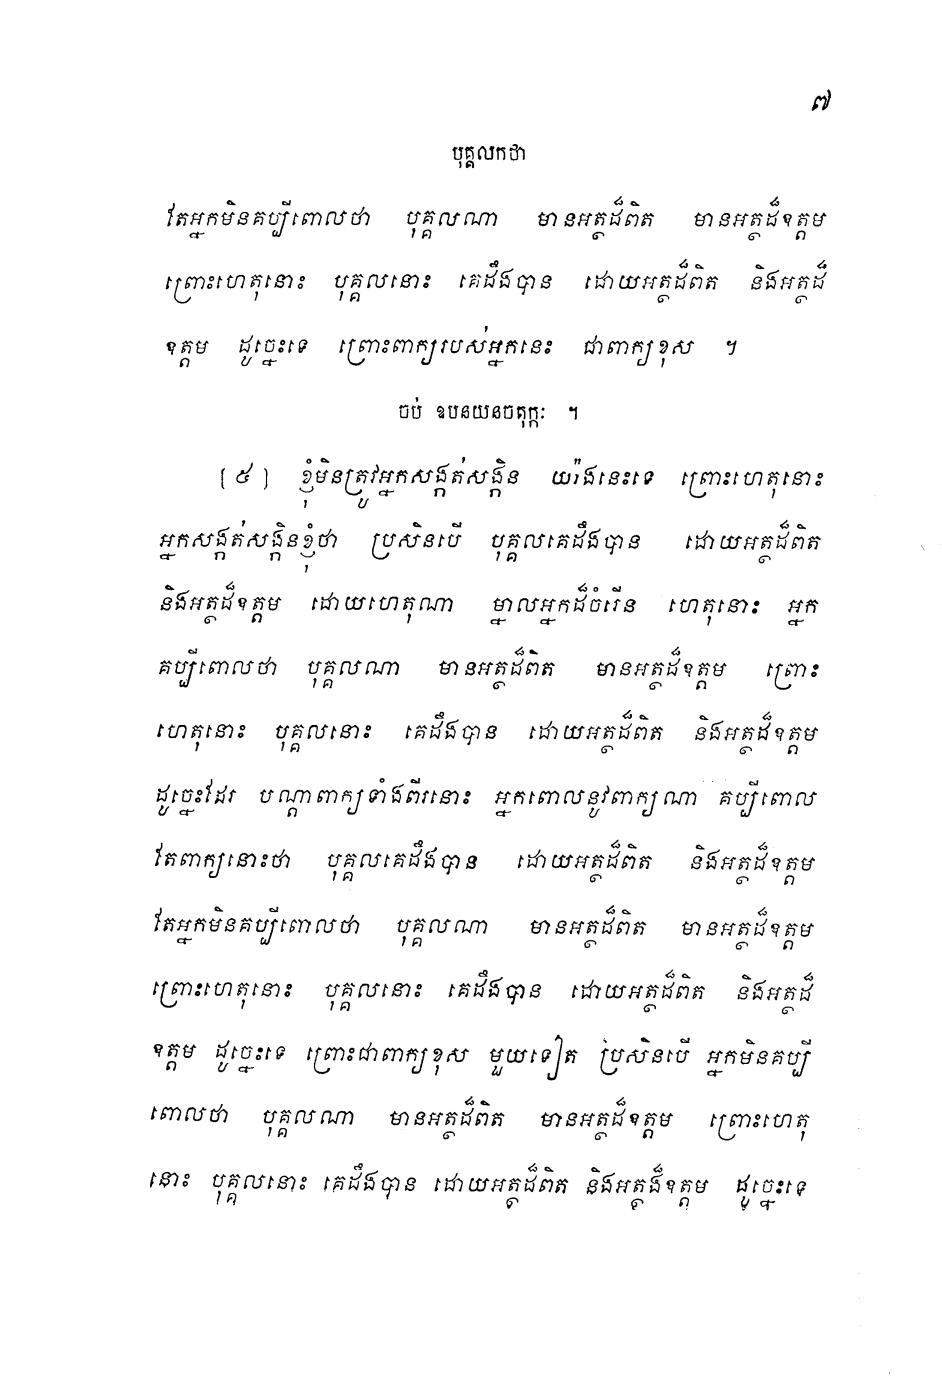 ៧
បុគ្គលកថា
តែអ្នកមិនគប្បីពោលថា បុគ្គលណា មានអត្ថដ៏ពិត មានអត្ថដ៏ឧត្តម
ព្រោះហេតុនោះ បុគ្គលនោះ គេដឹងបាន ដោយអត្ថដ៏ពិត និងអត្ថដ៏
ឧត្តម ដូច្នេះទេ ព្រោះពាក្យរបស់អ្នកនេះ ជាពាក្យខុស ។
ចប់ ឧបនយនចតុក្កៈ ។
[៥] ខ្ញុំមិនត្រូវអ្នកសង្កត់សង្កិន យ៉ាងនេះទេ ព្រោះហេតុនោះ
អ្នកសង្កត់សង្កិនខ្ញុំថា ប្រសិនបើ បុគ្គលគេដឹងបាន ដោយអត្ថដ៏ពិត
និងអត្ថដ៏ឧត្តម ដោយហេតុណា ម្នាលអ្នកដ៏ចំរើន ហេតុនោះ អ្នក
គប្បីពោលថា បុគ្គលណា មានអត្ថដ៏ពិត មានអត្ថដ៏ឧត្តម ព្រោះ
ហេតុនោះ បុគ្គលនោះ គេដឹងបាន ដោយអត្ថដ៏ពិត និងអត្ថដ៏ឧត្តម
ដូច្នេះដែរ បណ្តាពាក្យទាំងពីរនោះ អ្នកពោលនូវពាក្យណា គប្បីពោល
តែពាក្យនោះថា បុគ្គលគេដឹងបាន ដោយអត្ថដ៏ពិត និងអត្ថដ៏ឧត្តម
តែអ្នកមិនគប្បីពោលថា បុគ្គលណា មានអត្ថដ៏ពិត មានអត្ថដ៏ឧត្តម
ព្រោះហេតុនោះ បុគ្គលនោះ គេដឹងបាន ដោយអត្ថដ៏ពិត និងអត្ថដ៏
ឧត្តម ដូច្នេះទេ ព្រោះជាពាក្យខុស មួយទៀត ប្រសិនបើ អ្នកមិនគប្បី
ពោលថា បុគ្គលណា មានអត្ថដ៏ពិត មានអត្ថដ៏ឧត្តម ព្រោះហេតុ
នោះ បុគ្គលនោះ គេដឹងបាន ដោយអត្ថដ៏ពិត និងអត្ថដ៏ឧត្តម ដូច្នេះទេ